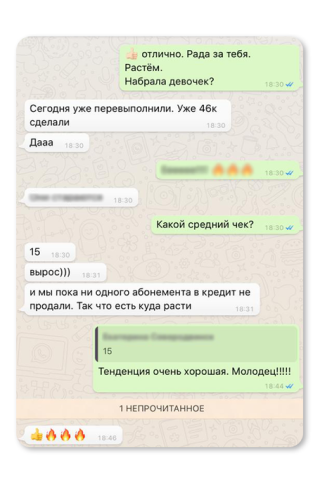 👍🏻 отлично. Рада за тебя.
Растём.
Набрала девочек?
18:30
Сегодня уже перевыполнили. Уже 46к
сделали
18:30
Дааа 18:30
🔥🔥🔥 18:30
18:30
Какой средний чек? 18:30
15 18:30
вырос))) 18:31
и мы пока ни одного абонемента в кредит не
продали. Так что есть куда расти
18:31
15
Тенденция очень хорошая. Молодец!!!!!
18:44
1 НЕПРОЧИТАННОЕ
👍🔥🔥🔥 18:46